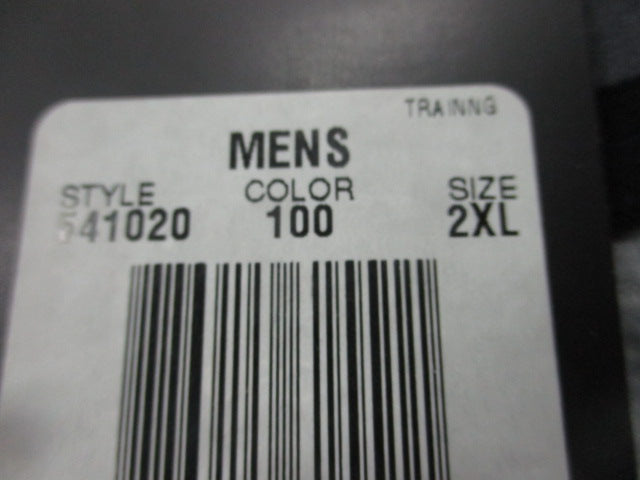 TRAINNG
MENS
STYLE COLOR SIZE
541020 100 2XL